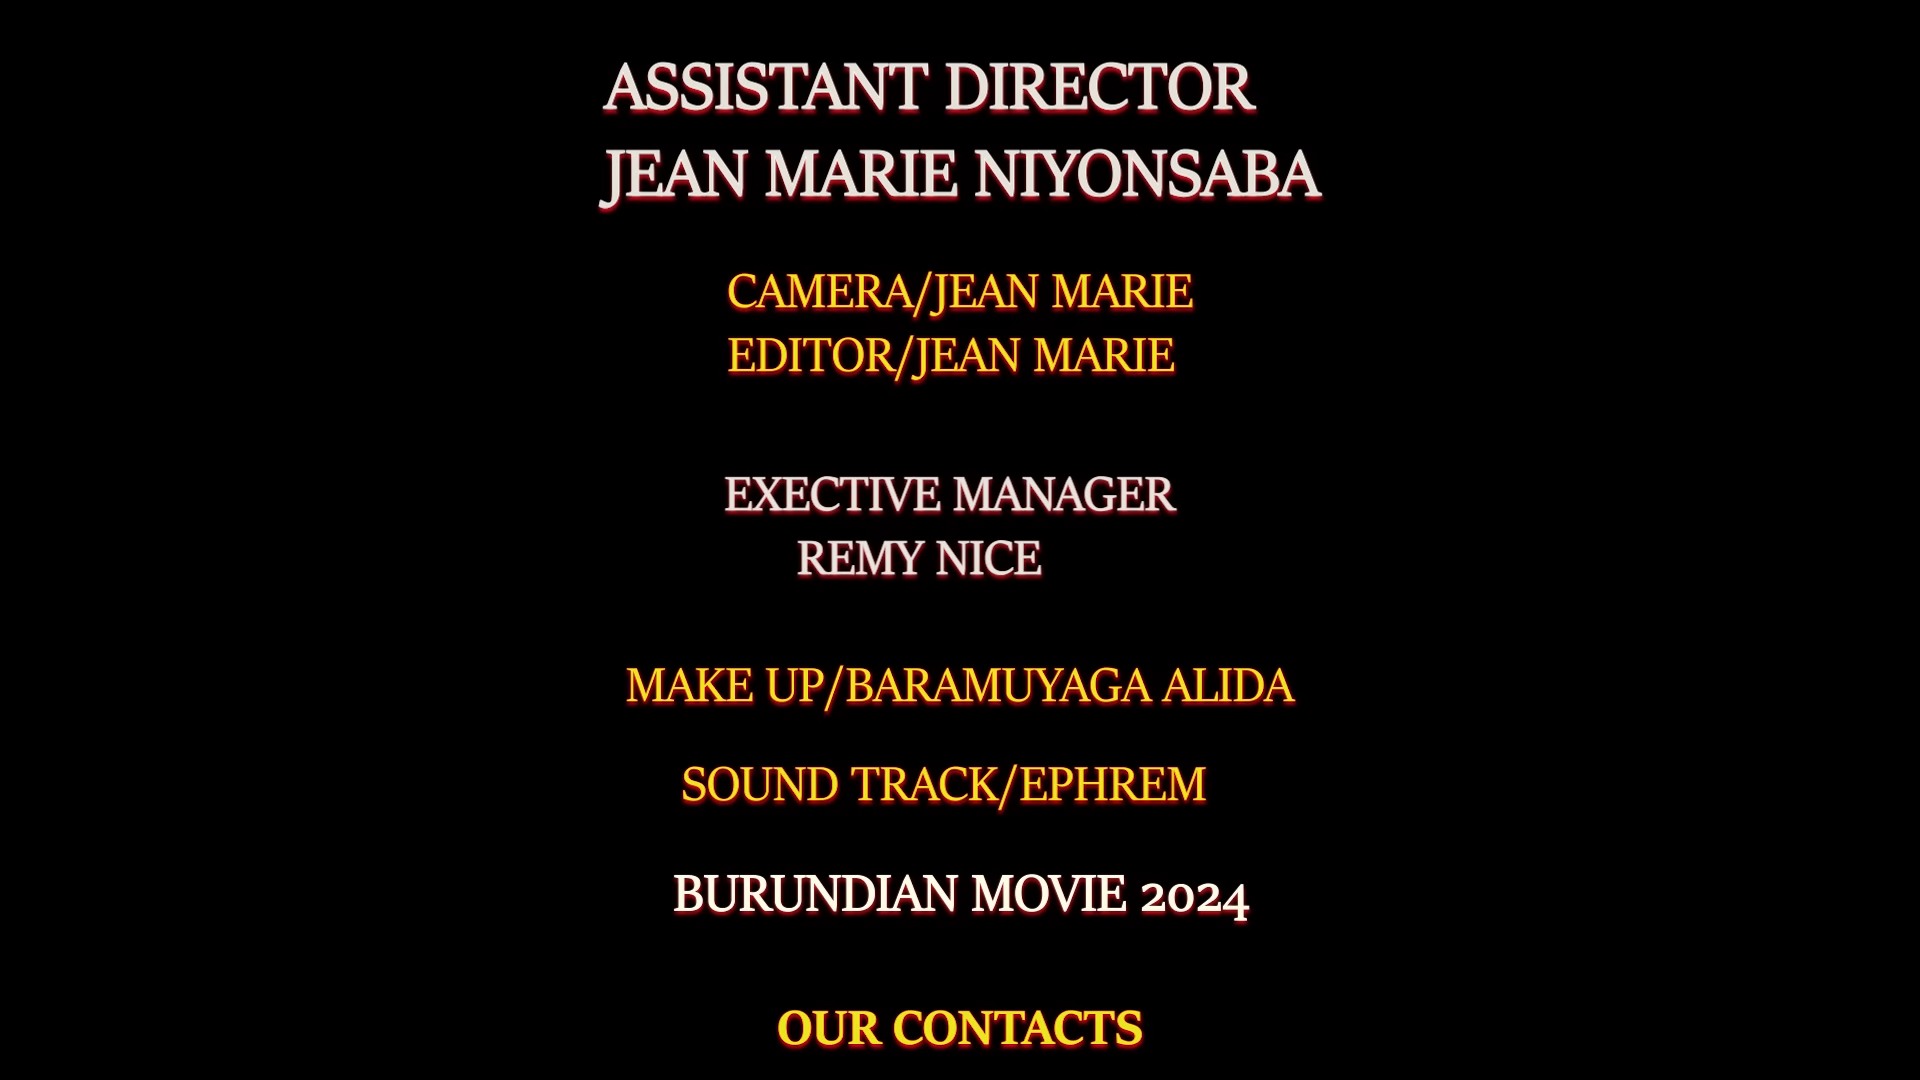 ASSISTANT DIRECTOR
JEAN MARIE NIYONSABA
CAMERA/JEAN MARIE
EDITOR/JEAN MARIE
EXECTIVE MANAGER
REMY NICE
MAKE UP/BARAMUYAGA ALIDA
SOUND TRACK/EPHREM
BURUNDIAN MOVIE 2024
OUR CONTACTS